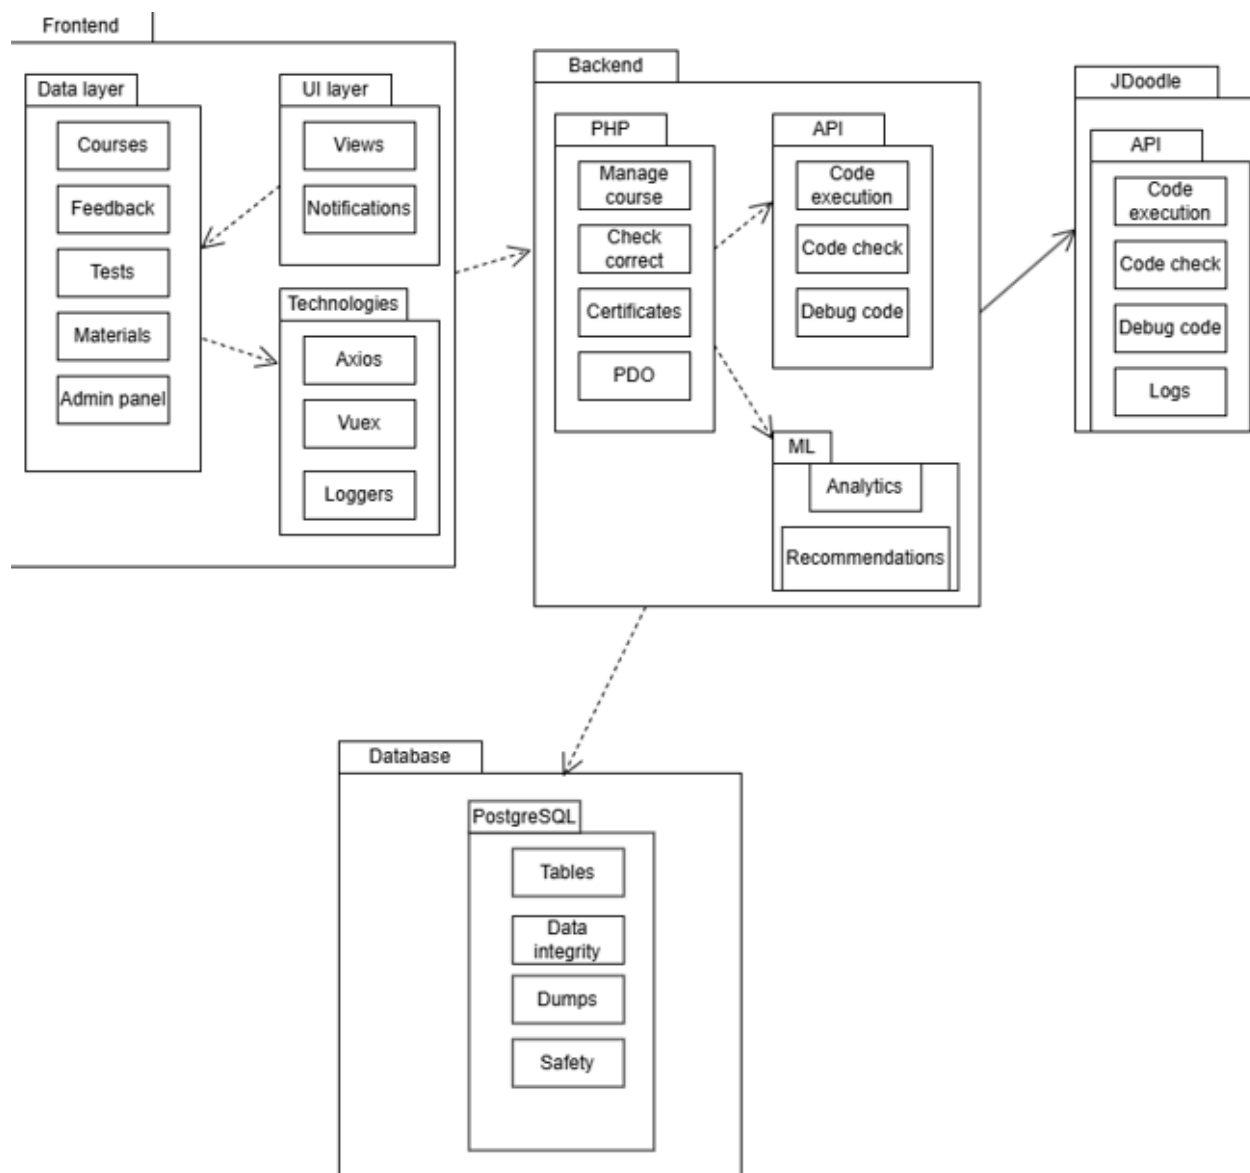 Frontend
Data layer
Courses
Feedback
Tests
Materials
Admin panel
UI layer
Views
Notifications
Technologies
Axios
Vuex
Loggers
Backend
PHP
Manage
course
Check
correct
Certificates
PDO
API
Code
execution
Code check
Debug code
ML
Analytics
Recommendations
JDoodle
API
Code
execution
Code check
Debug code
Logs
Database
PostgreSQL
Tables
Data
integrity
Dumps
Safety